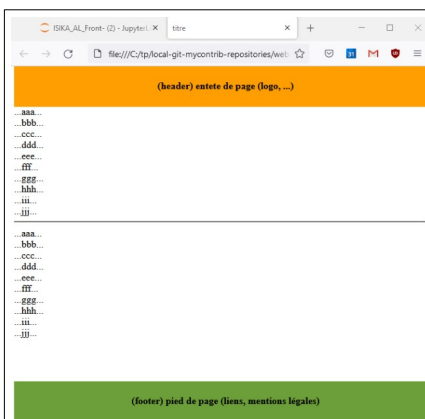 ISIKA_AL_Front- (2) - JupyterL
titre
file:///C:/tp/local-git-mycontrib-repositories/web
31
(header) entete de page (logo, ...)
...aaa...
...bbb...
...ccc...
...ddd...
...eee...
...fff...
...ggg...
...hhh...
...iii...
...jjj...
...aaa...
...bbb...
...ccc...
...ddd...
...eee...
...fff...
...ggg...
...hhh...
...iii...
...jjj...
(footer) pied de page (liens, mentions légales)